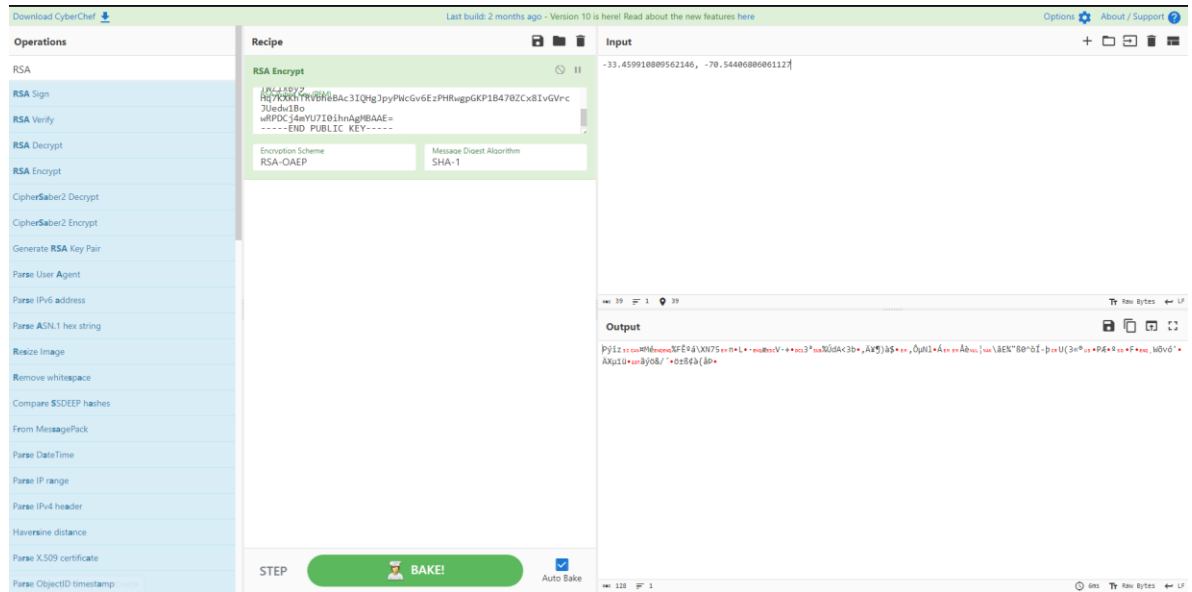 Download CyberChef
Last build: 2 months ago - Version 10 is here! Read about the new features here
Options
About / Support
Operations
RSA
RSA Sign
RSA Verify
RSA Decrypt
RSA Encrypt
CipherSaber2 Decrypt
CipherSaber2 Encrypt
Generate RSA Key Pair
Parse User Agent
Parse IPv6 address
Parse ASN.1 hex string
Resize Image
Remove whitespace
Compare SSDEEP hashes
From MessagePack
Parse DateTime
Parse IP range
Parse IPv4 header
Haversine distance
Parse X.509 certificate
Parse ObjectID timestamp
Recipe
RSA Encrypt
JUedw1Bo
wRPDCj4mYU7I0ihnAgMBAAE=
-----END PUBLIC KEY-----
Encryption Scheme
RSA-OAEP
Message Digest Algorithm
SHA-1
STEP
BAKE!
Auto Bake
Input
-33.459910809562146, -70.54406806061127
39 1 39
Raw Bytes LF
Output
128 1
6ms Raw Bytes LF